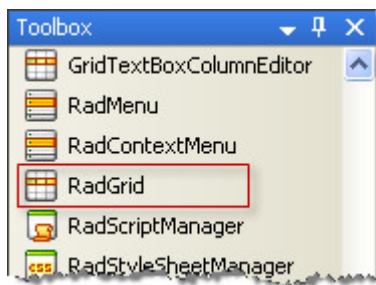 Toolbox
GridTextBoxColumnEditor
RadMenu
RadContextMenu
RadGrid
RadScriptManager
RadStyleSheetManager